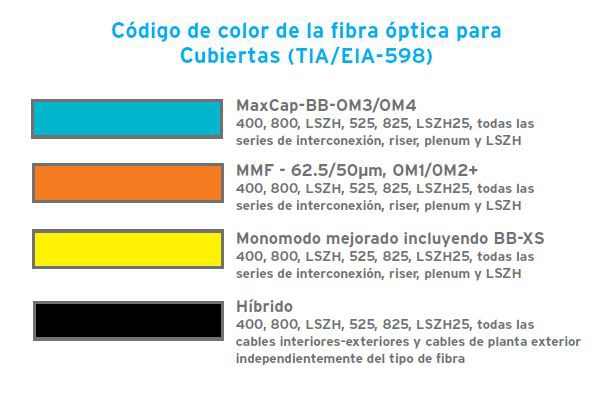 Código de color de la fibra óptica para
Cubiertas (TIA/EIA-598)
MaxCap-BB-OM3/OM4
400, 800, LSZH, 525, 825, LSZH25, todas las
series de interconexión, riser, plenum y LSZH
MMF - 62.5/50µm, OM1/OM2+
400, 800, LSZH, 525, 825, LSZH25, todas las
series de interconexión, riser, plenum y LSZH
Monomodo mejorado incluyendo BB-XS
400, 800, LSZH, 525, 825, LSZH25, todas las
series de interconexión, riser, plenum y LSZH
Híbrido
400, 800, LSZH, 525, 825, LSZH25, todas las
cables interiores-exteriores y cables de planta exterior
independientemente del tipo de fibra